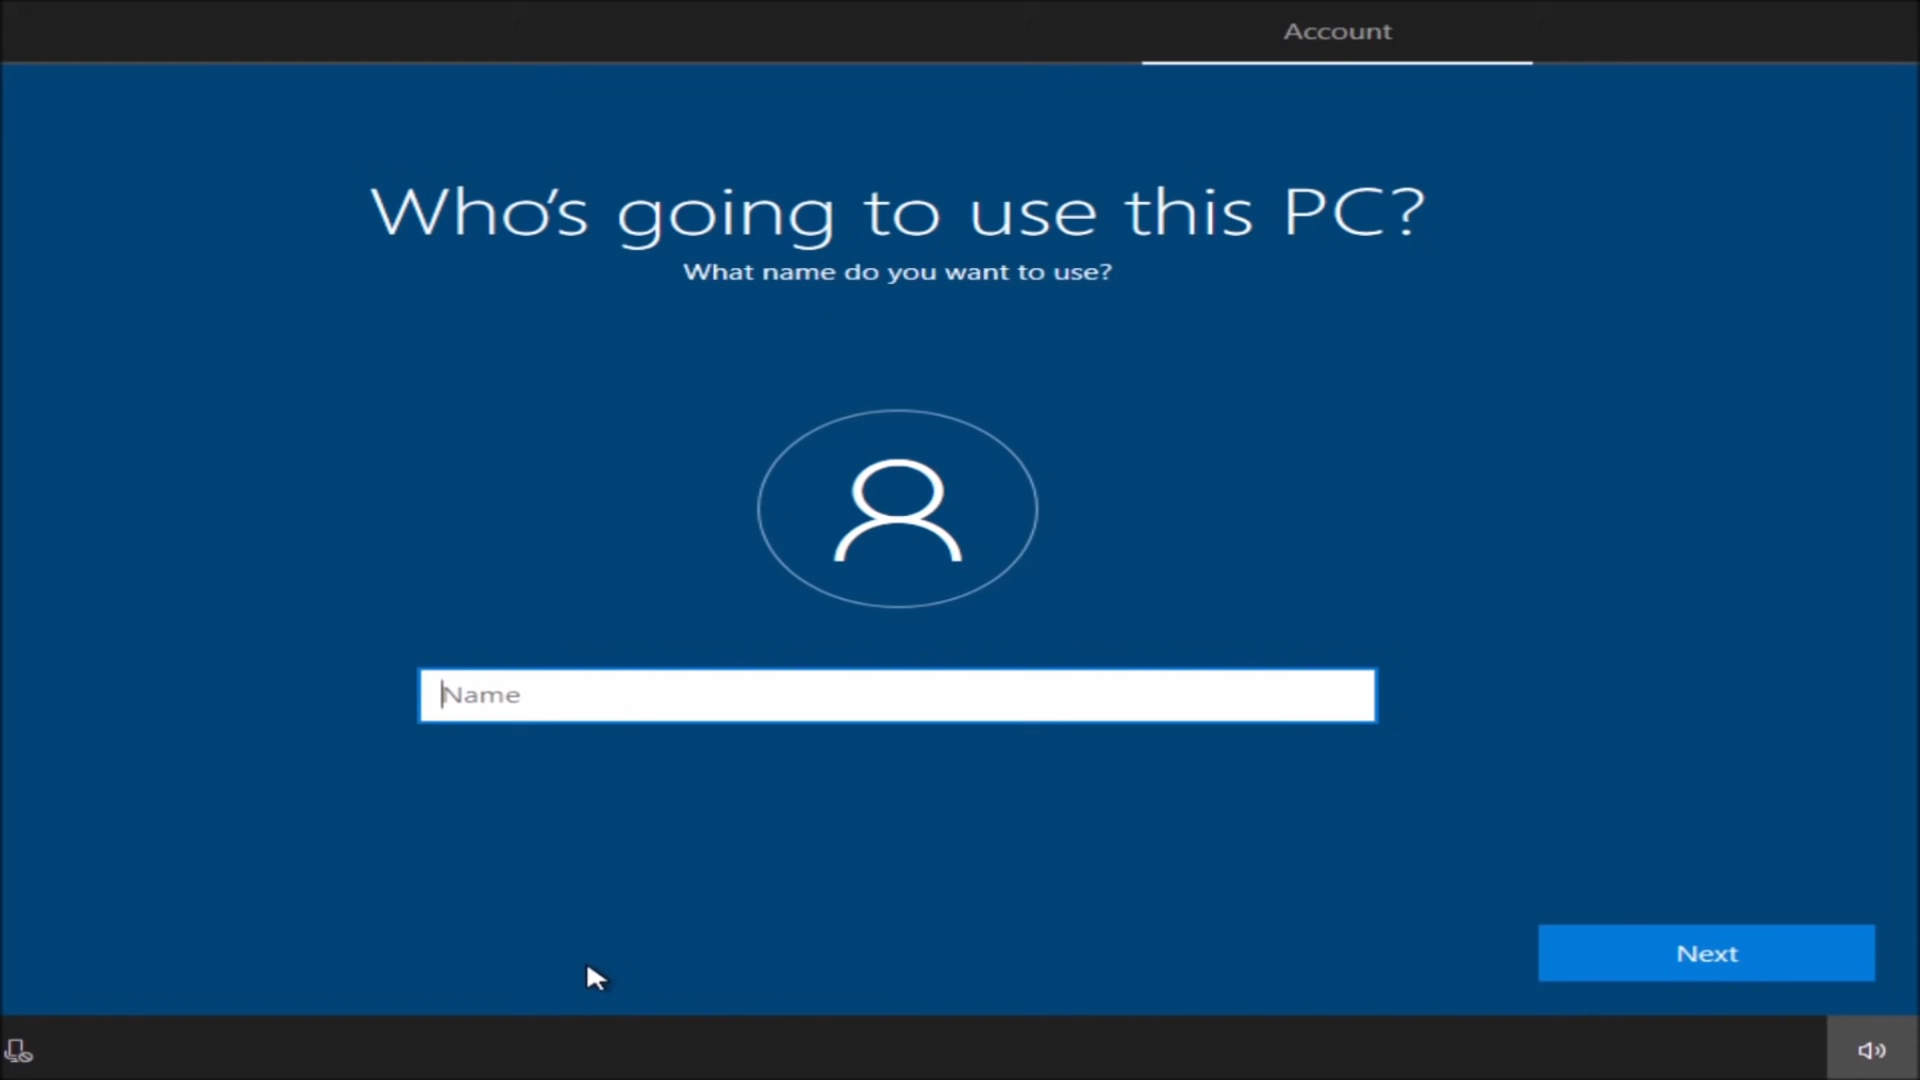 Account
Who's going to use this PC?
What name do you want to use?
Name
Next